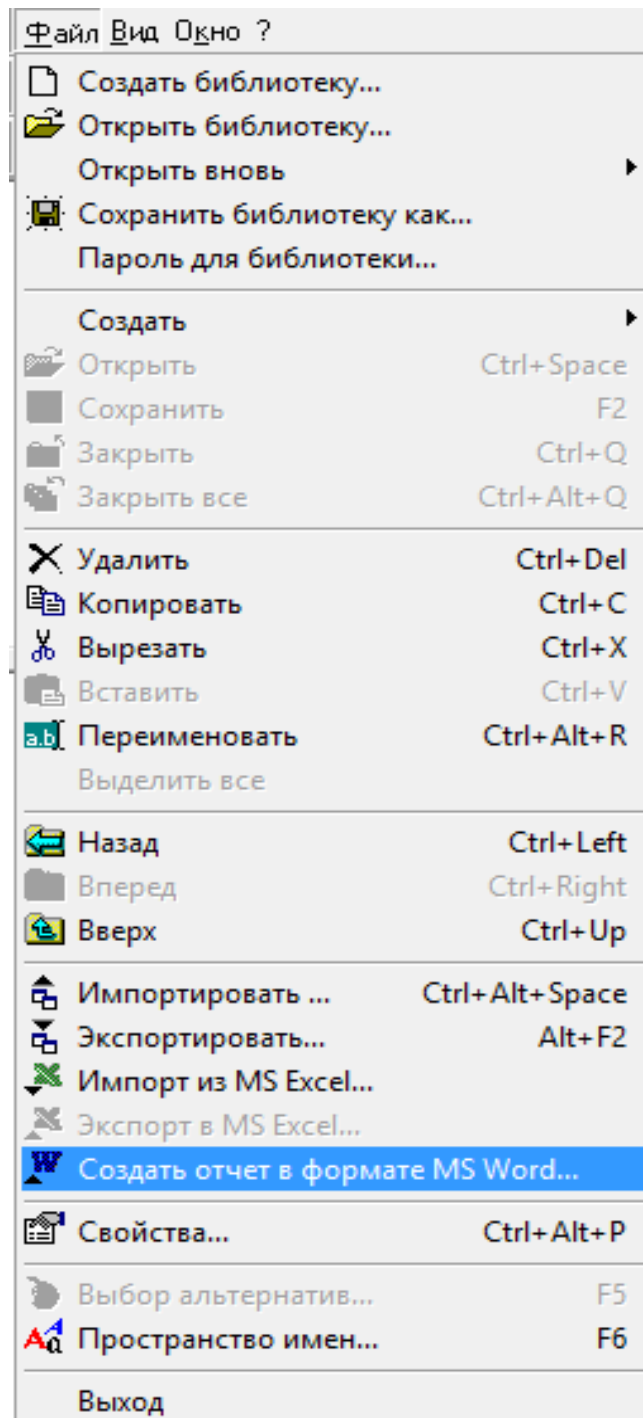 Файл Вид Окно ?
Создать библиотеку...
Открыть библиотеку...
Открыть вновь
Сохранить библиотеку как...
Пароль для библиотеки...
Создать
Открыть Ctrl+Space
Сохранить F2
Закрыть Ctrl+Q
Закрыть все Ctrl+Alt+Q
Удалить Ctrl+Del
Копировать Ctrl+C
Вырезать Ctrl+X
Вставить Ctrl+V
a.b Переименовать Ctrl+Alt+R
Выделить все
Назад Ctrl+Left
Вперед Ctrl+Right
Вверх Ctrl+Up
Импортировать ... Ctrl+Alt+Space
Экспортировать... Alt+F2
Импорт из MS Excel...
Экспорт в MS Excel...
Создать отчет в формате MS Word...
Свойства... Ctrl+Alt+P
Выбор альтернатив... F5
Пространство имен... F6
Выход